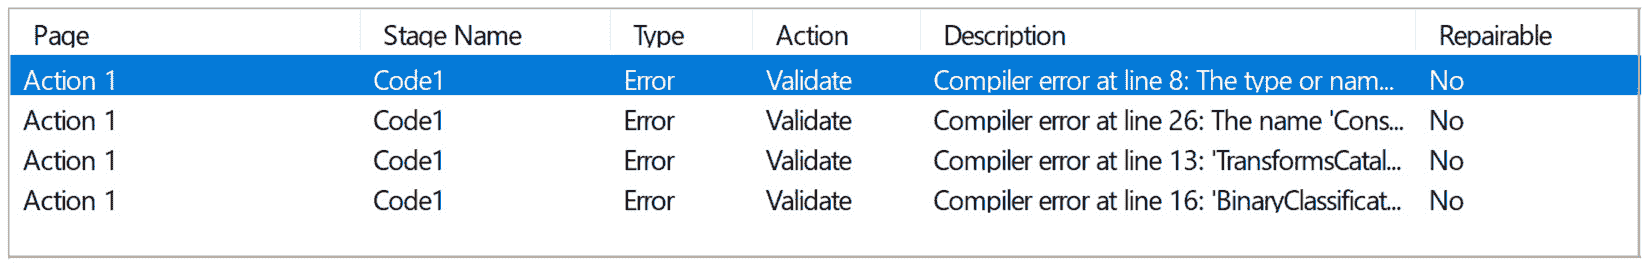 Page Stage Name Type Action Description Repairable
Action 1 Code1 Error Validate Compiler error at line 8: The type or nam... No
Action 1 Code1 Error Validate Compiler error at line 26: The name 'Cons... No
Action 1 Code1 Error Validate Compiler error at line 13: 'TransformsCatal... No
Action 1 Code1 Error Validate Compiler error at line 16: 'BinaryClassificat... No